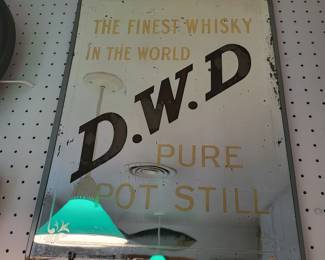 THE FINEST WHISKY
IN THE WORLD
D.W.D
PURE
POT STILL